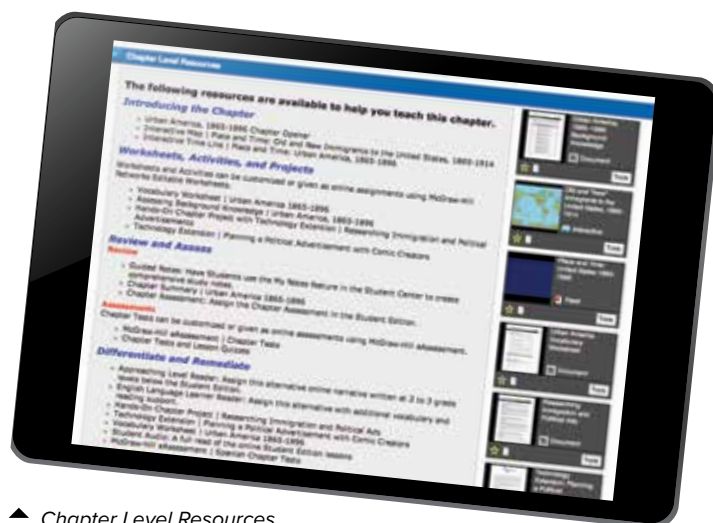 Chapter Level Resources
The following resources are available to help you teach this chapter.
Introducing the Chapter
Urban America, 1865-1896 Chapter Opener
Interactive Map | Place and Time: Old and New Immigrants to the United States, 1865-1914
Interactive Time Line | Place and Time: Urban America, 1865-1896
Worksheets, Activities, and Projects
Worksheets and Activities can be customized or given as online assignments using McGraw-Hill
Networks Editable Worksheets.
Vocabulary Worksheet | Urban America 1865-1896
Assessing Background Knowledge | Urban America, 1865-1896
Hands-On Chapter Project with Technology Extension | Researching Immigration and Political
Advertisements
Technology Extension | Planning a Political Advertisement with Comic Creators
Review and Assess
Review
Guided Notes: Have Students use the My Notes feature in the Student Center to create
comprehensive study notes.
Chapter Summary | Urban America 1865-1896
Chapter Assessment: Assign the Chapter Assessment in the Student Edition.
Assessments
Chapter Tests can be customized or given as online assignments using McGraw-Hill eAssessment.
McGraw-Hill eAssessment | Chapter Tests
Chapter Tests and Lesson Quizzes
Differentiate and Remediate
Approaching Level Reader: Assign this alternative online narrative written at 2 to 3 grade
levels below the Student Edition.
English Language Learner Reader: Assign this alternative with additional vocabulary and
reading support.
Hands-On Chapter Project | Researching Immigration and Political Ads
Technology Extension | Planning a Political Advertisement with Comic Creators
Vocabulary Worksheet | Urban America 1865-1896
Student Audio: A full read of the online Student Edition lessons
McGraw-Hill eAssessment | Spanish Chapter Tests
Urban America
Background
Knowledge
Document
Immigrants to the
United States, 1865-
1914
Interactive
Place and Time:
United States 1865-
Urban America
Vocabulary
Worksheet
Document
Researching
Immigration and
Political Ads
Document
Technology
Extension: Planning
a Political
Chapter Level Resources